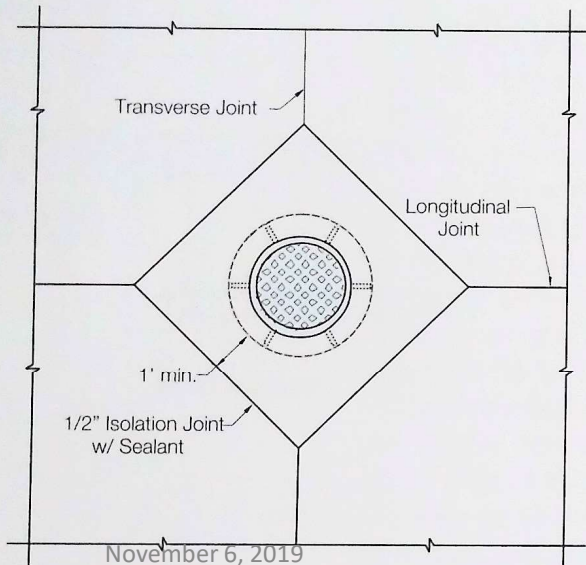 Transverse Joint
Longitudinal
Joint
1' min.
1/2" Isolation Joint
w/ Sealant
November 6, 2019